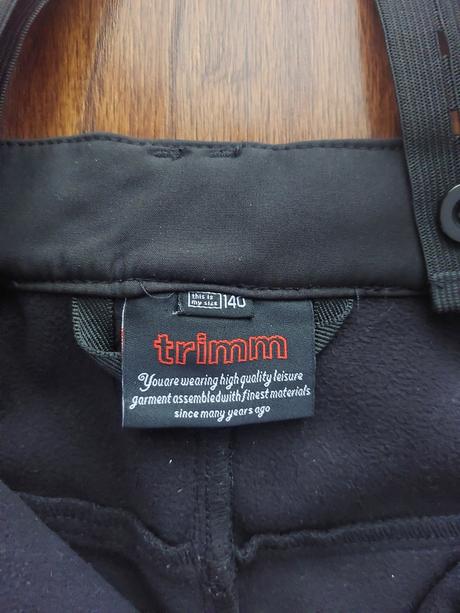 this is
my size
140
trimm
You are wearing high quality leisure
garment assembled with finest materials
since many years ago